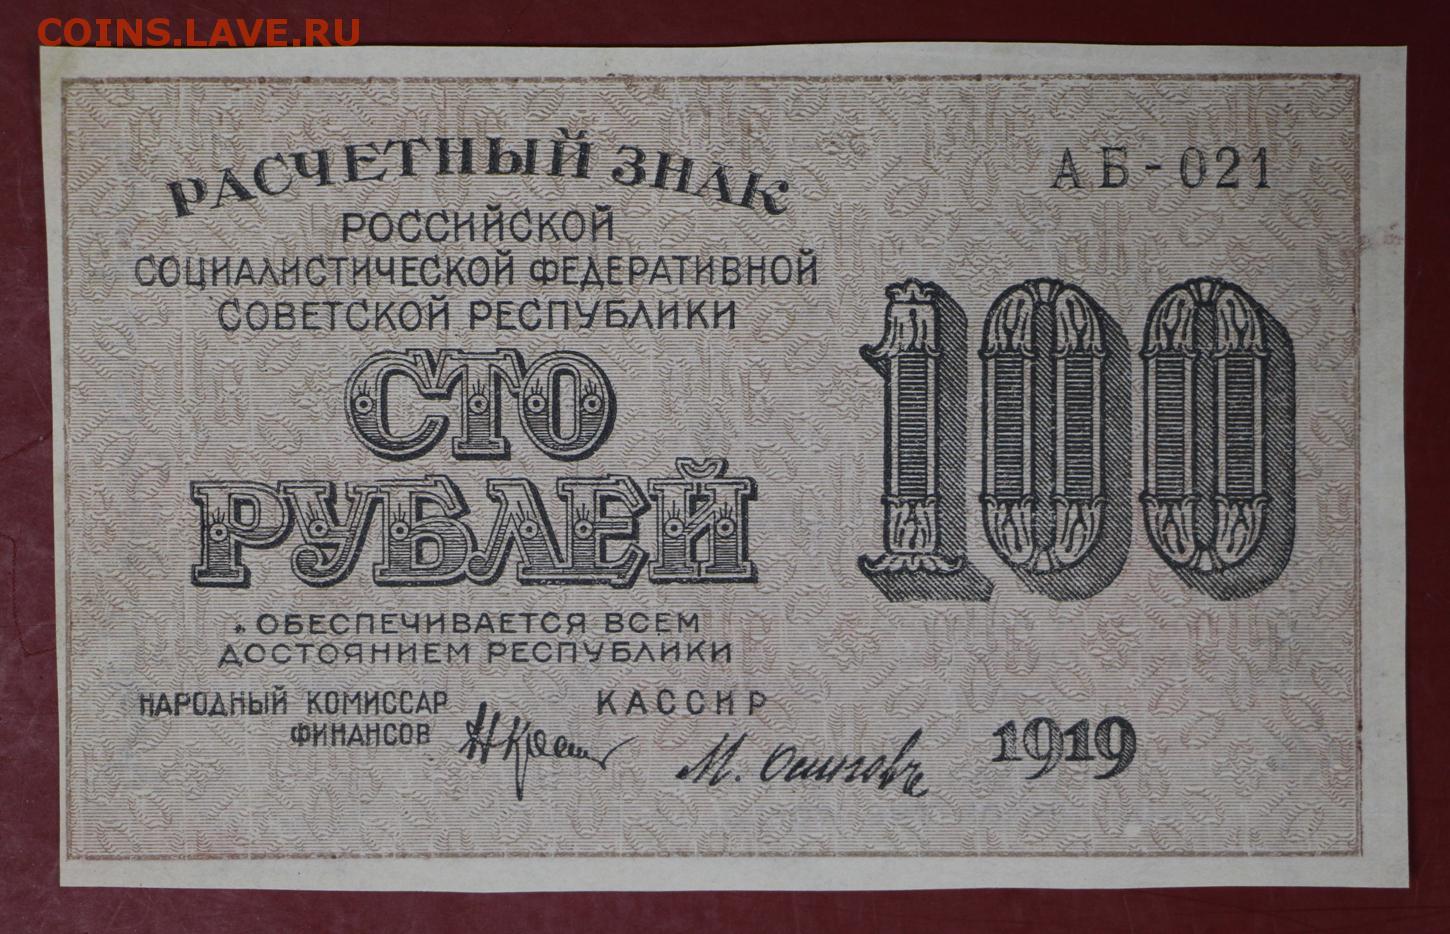 COINS.LAVE.RU
РАСЧЕТНЫЙ ЗНАК
АБ-021
РОССИЙСКОЙ
СОЦИАЛИСТИЧЕСКОЙ ФЕДЕРАТИВНОЙ
СОВЕТСКОЙ РЕСПУБЛИКИ
СТО
РУБЛЕЙ
100
ОБЕСПЕЧИВАЕТСЯ ВСЕМ
ДОСТОЯНИЕМ РЕСПУБЛИКИ
НАРОДНЫЙ КОМИССАР
ФИНАНСОВ
КАССИР
М. Осиповъ
1919